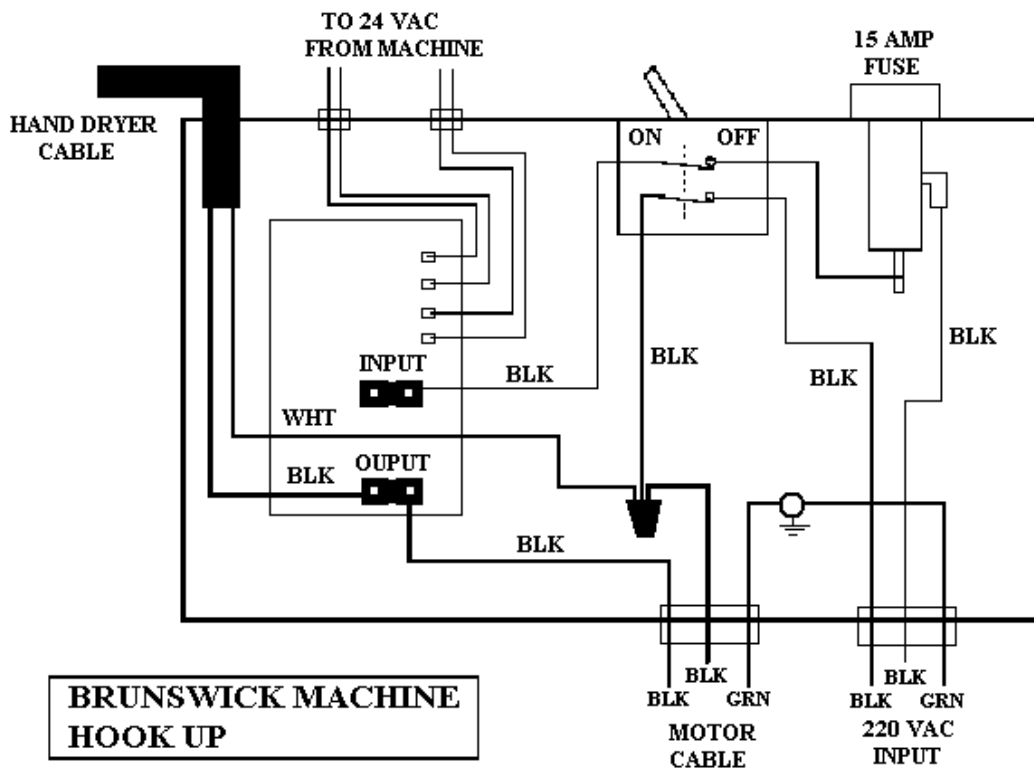 TO 24 VAC
FROM MACHINE
15 AMP
FUSE
HAND DRYER
CABLE
ON OFF
INPUT
BLK
BLK
BLK
BLK
WHT
OUPUT
BLK
BLK
BLK
BLK
GRN
BLK
BLK
GRN
MOTOR
CABLE
220 VAC
INPUT
BRUNSWICK MACHINE
HOOK UP